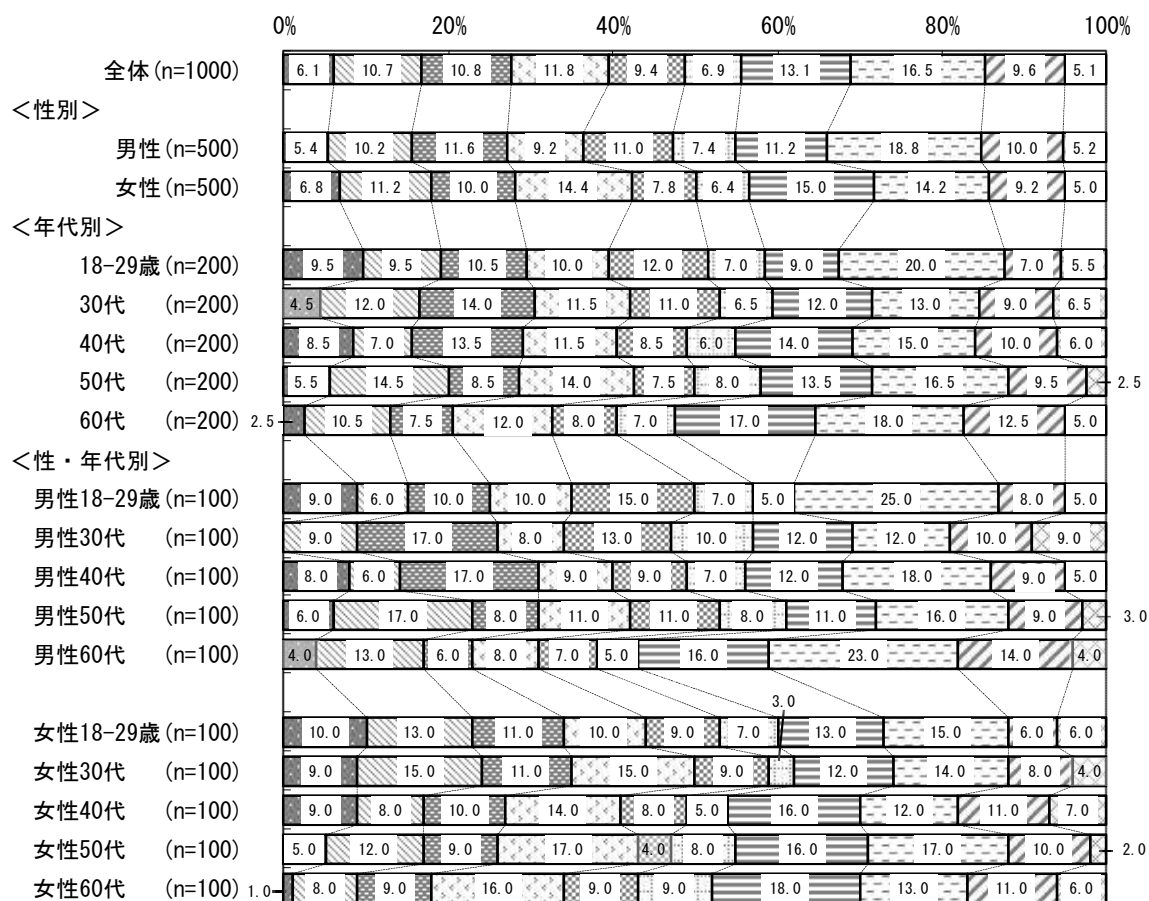 0% 20% 40% 60% 80% 100%
全体(n=1000) 6.1 10.7 10.8 11.8 9.4 6.9 13.1 16.5 9.6 5.1
＜性別＞
男性(n=500) 5.4 10.2 11.6 9.2 11.0 7.4 11.2 18.8 10.0 5.2
女性(n=500) 6.8 11.2 10.0 14.4 7.8 6.4 15.0 14.2 9.2 5.0
＜年代別＞
18-29歳(n=200) 9.5 9.5 10.5 10.0 12.0 7.0 9.0 20.0 7.0 5.5
30代 (n=200) 4.5 12.0 14.0 11.5 11.0 6.5 12.0 13.0 9.0 6.5
40代 (n=200) 8.5 7.0 13.5 11.5 8.5 6.0 14.0 15.0 10.0 6.0
50代 (n=200) 5.5 14.5 8.5 14.0 7.5 8.0 13.5 16.5 9.5 2.5
60代 (n=200) 2.5 10.5 7.5 12.0 8.0 7.0 17.0 18.0 12.5 5.0
＜性・年代別＞
男性18-29歳(n=100) 9.0 6.0 10.0 10.0 15.0 7.0 5.0 25.0 8.0 5.0
男性30代 (n=100) 9.0 17.0 8.0 13.0 10.0 12.0 12.0 10.0 9.0
男性40代 (n=100) 8.0 6.0 17.0 9.0 9.0 7.0 12.0 18.0 9.0 5.0
男性50代 (n=100) 6.0 17.0 8.0 11.0 11.0 8.0 11.0 16.0 9.0 3.0
男性60代 (n=100) 4.0 13.0 6.0 8.0 7.0 5.0 16.0 23.0 14.0 4.0
3.0
女性18-29歳(n=100) 10.0 13.0 11.0 10.0 9.0 7.0 13.0 15.0 6.0 6.0
女性30代 (n=100) 9.0 15.0 11.0 15.0 9.0 12.0 14.0 8.0 4.0
女性40代 (n=100) 9.0 8.0 10.0 14.0 8.0 5.0 16.0 12.0 11.0 7.0
女性50代 (n=100) 5.0 12.0 9.0 17.0 4.0 8.0 16.0 17.0 10.0 2.0
女性60代 (n=100) 1.0 8.0 9.0 16.0 9.0 9.0 18.0 13.0 11.0 6.0